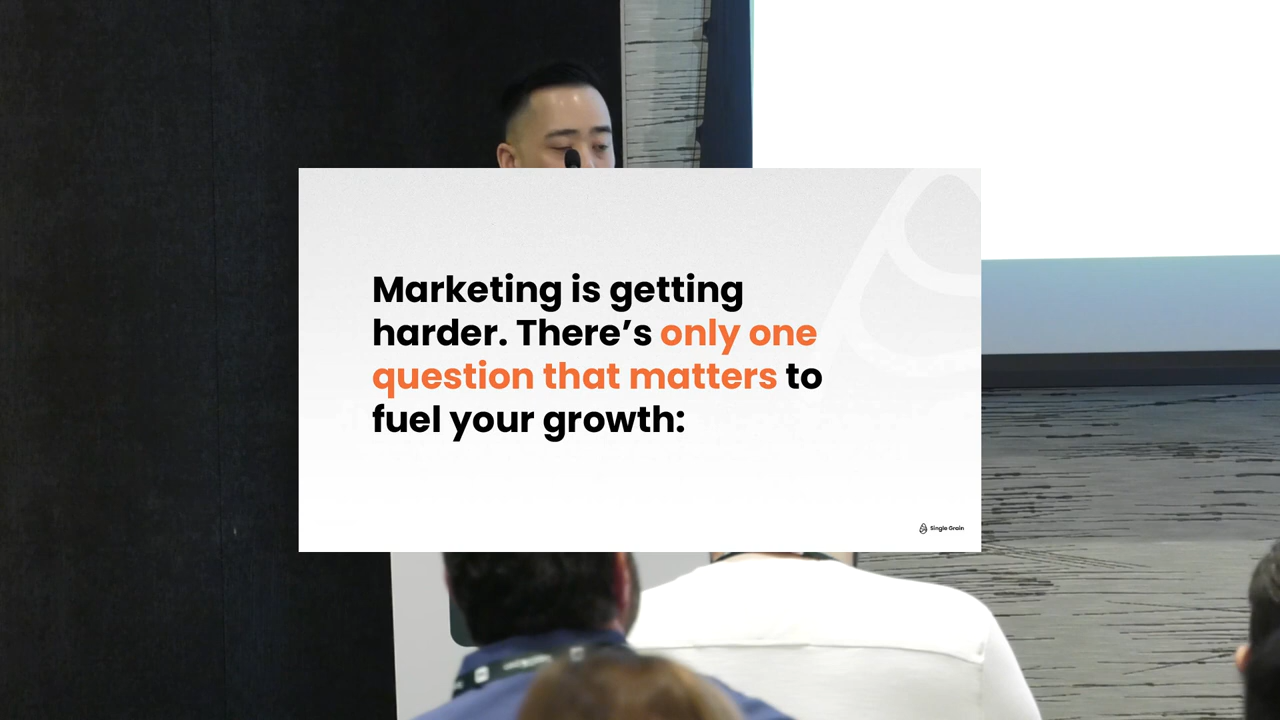 Marketing is getting
harder. There’s only one
question that matters to
fuel your growth:
Single Grain